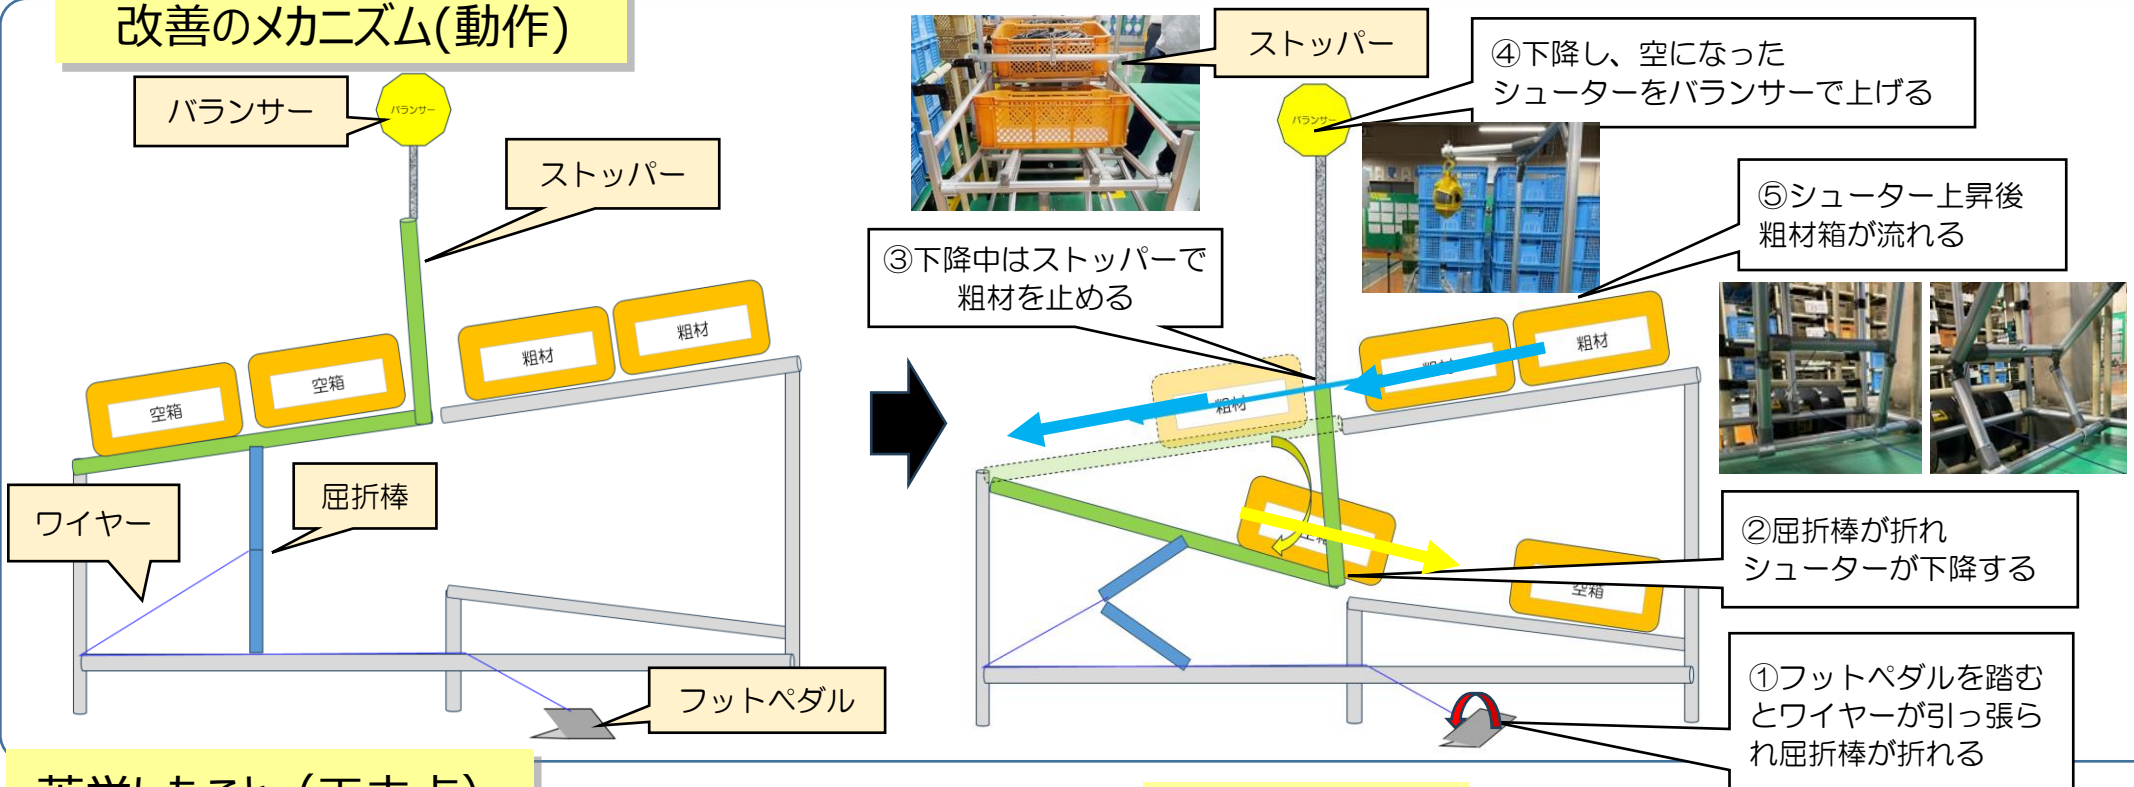 改善のメカニズム(動作)
バランサー
バランサー
ストッパー
空箱
空箱
粗材
粗材
ワイヤー
屈折棒
フットペダル
ストッパー
④下降し、空になった
シューターをバランサーで上げる
バランサー
⑤シューター上昇後
粗材箱が流れる
③下降中はストッパーで
粗材を止める
粗材
粗材
粗材
空箱
②屈折棒が折れ
シューターが下降する
①フットペダルを踏む
とワイヤーが引っ張ら
れ屈折棒が折れる